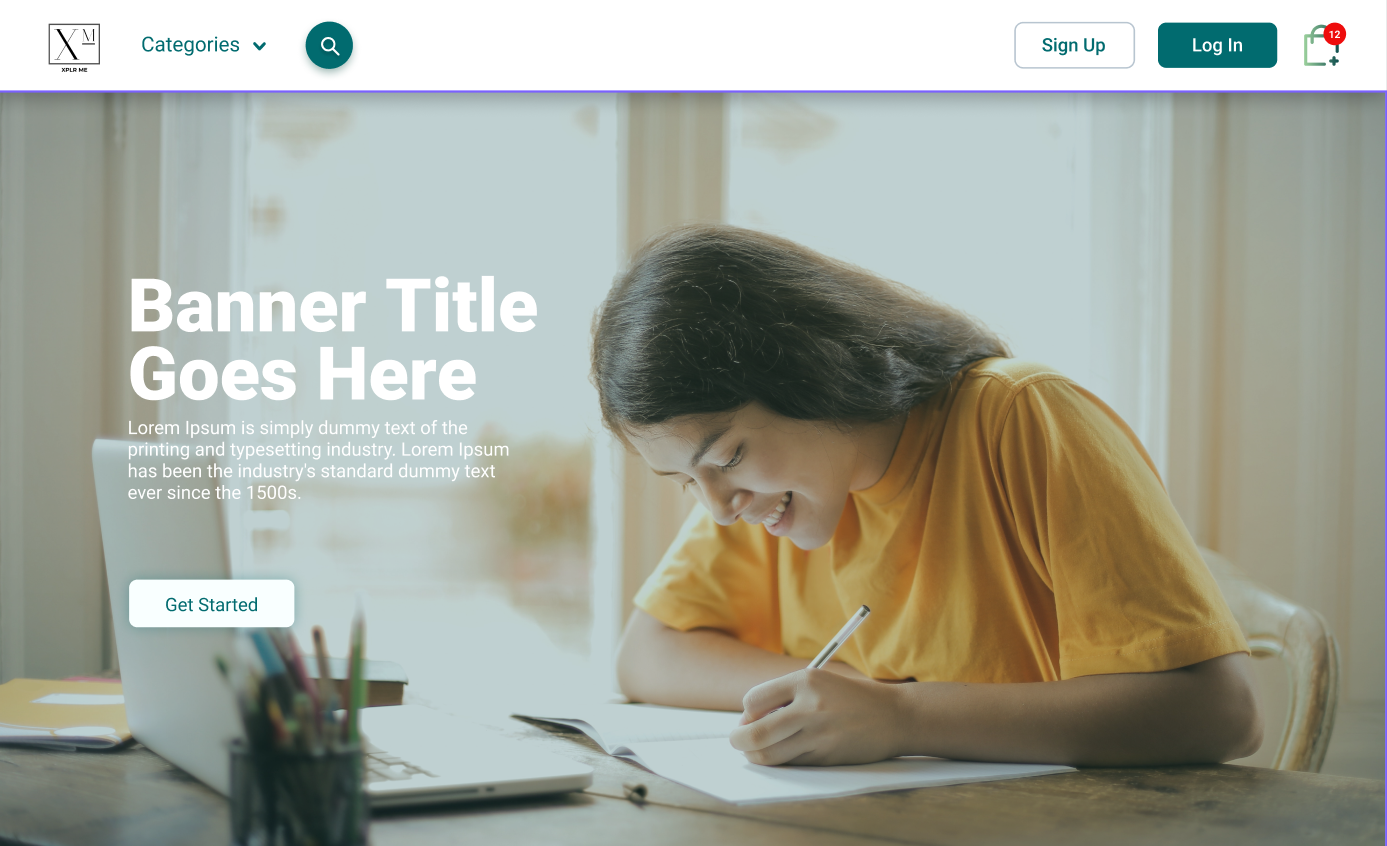 XM
XPLR ME
Categories
Sign Up
Log In
12
Banner Title
Goes Here
Lorem Ipsum is simply dummy text of the
printing and typesetting industry. Lorem Ipsum
has been the industry's standard dummy text
ever since the 1500s.
Get Started